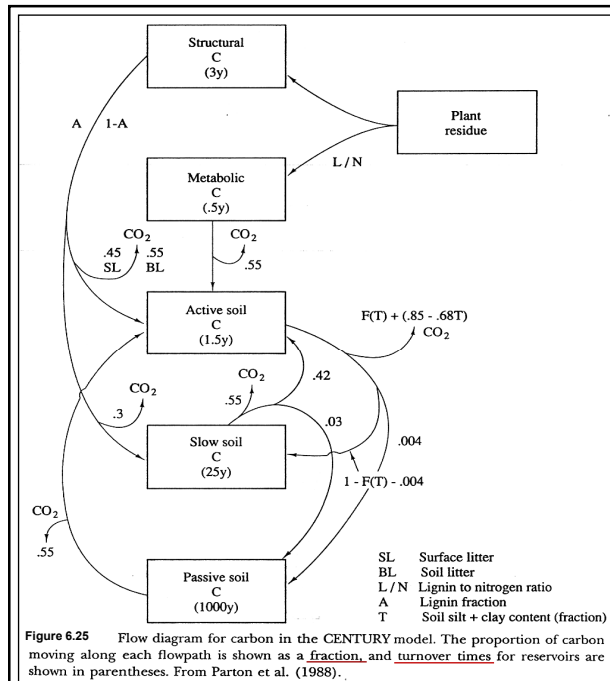 Structural
C
(3y)
Plant
residue
A
1-A
L / N
Metabolic
C
(.5y)
CO2
.45
SL
.55
BL
CO2
.55
Active soil
C
(1.5y)
F(T) + (.85 - .68T)
CO2
CO2
.3
CO2
.55
.42
.03
.004
Slow soil
C
(25y)
1 - F(T) - .004
CO2
.55
Passive soil
C
(1000y)
SL Surface litter
BL Soil litter
L / N Lignin to nitrogen ratio
A Lignin fraction
T Soil silt + clay content (fraction)
Figure 6.25 Flow diagram for carbon in the CENTURY model. The proportion of carbon
moving along each flowpath is shown as a fraction, and turnover times for reservoirs are
shown in parentheses. From Parton et al. (1988).